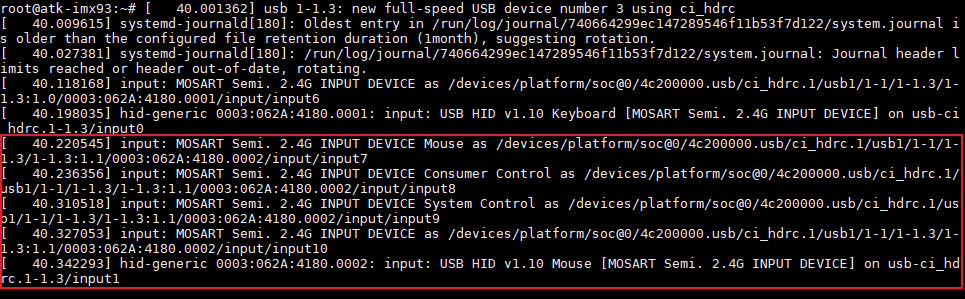 root@atk-imx93:~# [   40.001362] usb 1-1.3: new full-speed USB device number 3 using ci_hdrc
[   40.009615] systemd-journald[180]: Oldest entry in /run/log/journal/740664299ec147289546f11b53f7d122/system.journal i
s older than the configured file retention duration (1month), suggesting rotation.
[   40.027381] systemd-journald[180]: /run/log/journal/740664299ec147289546f11b53f7d122/system.journal: Journal header l
imits reached or header out-of-date, rotating.
[   40.118168] input: MOSART Semi. 2.4G INPUT DEVICE as /devices/platform/soc@0/4c200000.usb/ci_hdrc.1/usb1/1-1/1-1.3/1-
1.3:1.0/0003:062A:4180.0001/input/input6
[   40.198035] hid-generic 0003:062A:4180.0001: input: USB HID v1.10 Keyboard [MOSART Semi. 2.4G INPUT DEVICE] on usb-ci
_hdrc.1-1.3/input0
[   40.220545] input: MOSART Semi. 2.4G INPUT DEVICE Mouse as /devices/platform/soc@0/4c200000.usb/ci_hdrc.1/usb1/1-1/1-
1.3/1-1.3:1.1/0003:062A:4180.0002/input/input7
[   40.236356] input: MOSART Semi. 2.4G INPUT DEVICE Consumer Control as /devices/platform/soc@0/4c200000.usb/ci_hdrc.1/
usb1/1-1/1-1.3/1-1.3:1.1/0003:062A:4180.0002/input/input8
[   40.310518] input: MOSART Semi. 2.4G INPUT DEVICE System Control as /devices/platform/soc@0/4c200000.usb/ci_hdrc.1/us
b1/1-1/1-1.3/1-1.3:1.1/0003:062A:4180.0002/input/input9
[   40.327053] input: MOSART Semi. 2.4G INPUT DEVICE as /devices/platform/soc@0/4c200000.usb/ci_hdrc.1/usb1/1-1/1-1.3/1-
1.3:1.1/0003:062A:4180.0002/input/input10
[   40.342293] hid-generic 0003:062A:4180.0002: input: USB HID v1.10 Mouse [MOSART Semi. 2.4G INPUT DEVICE] on usb-ci_hd
rc.1-1.3/input1